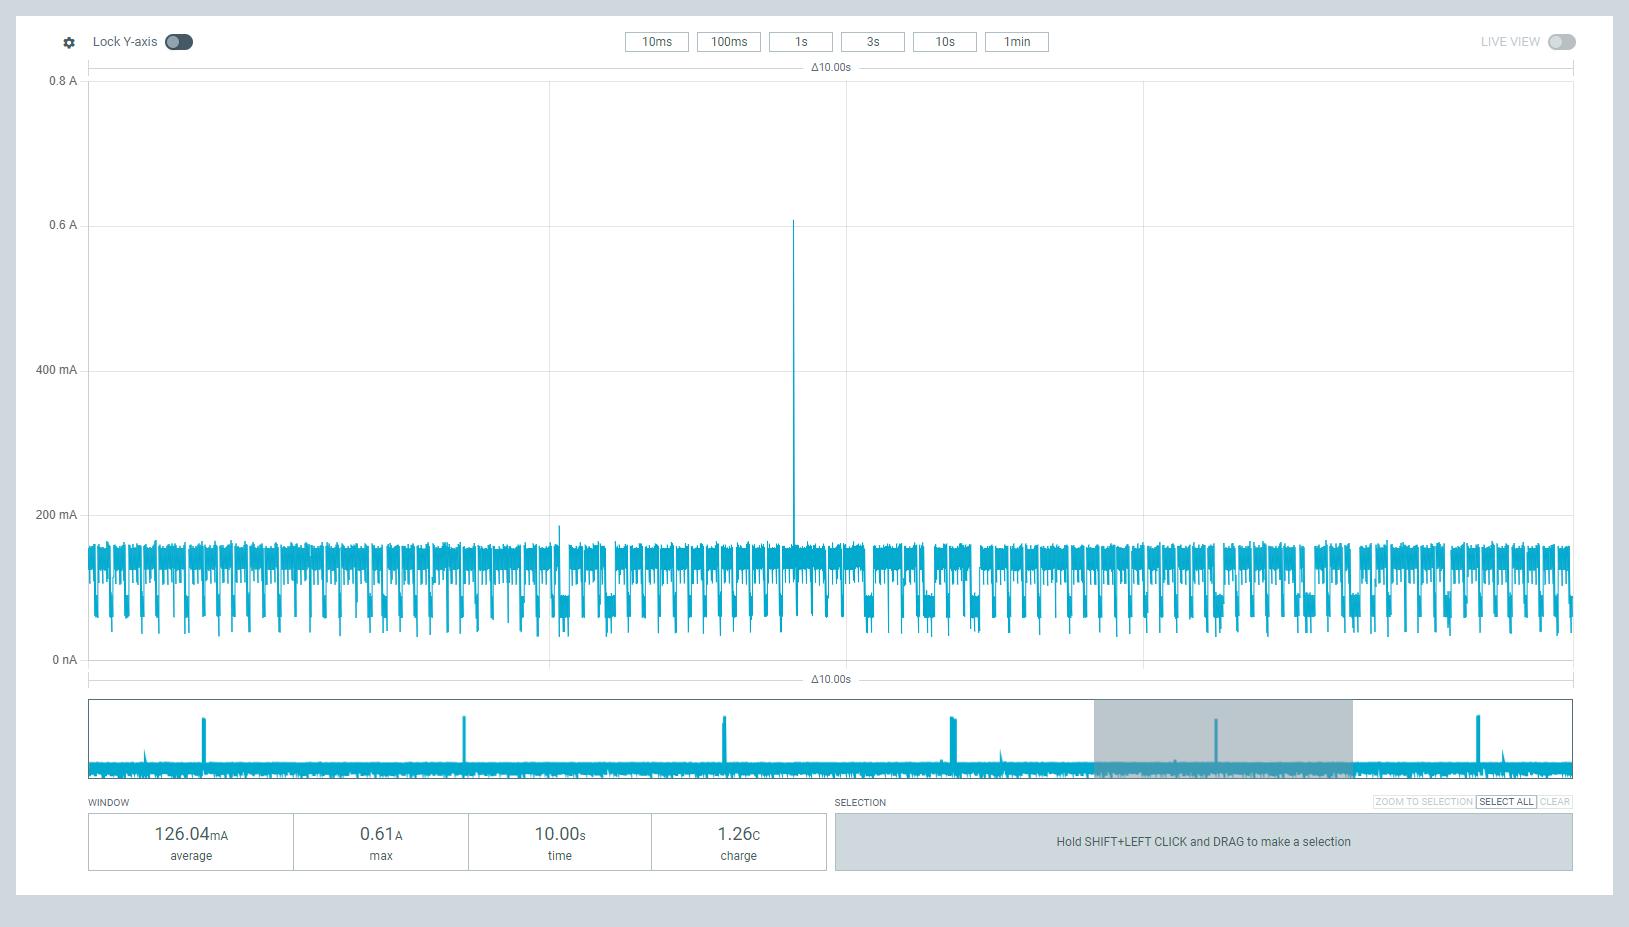 Lock Y-axis
10ms 100ms 1s 3s 10s 1min
LIVE VIEW
Δ10.00s
0.8 A
0.6 A
400 mA
200 mA
0 nA
Δ10.00s
WINDOW
126.04mA
average
0.61A
max
10.00s
time
1.26C
charge
SELECTION
ZOOM TO SELECTION SELECT ALL CLEAR
Hold SHIFT+LEFT CLICK and DRAG to make a selection